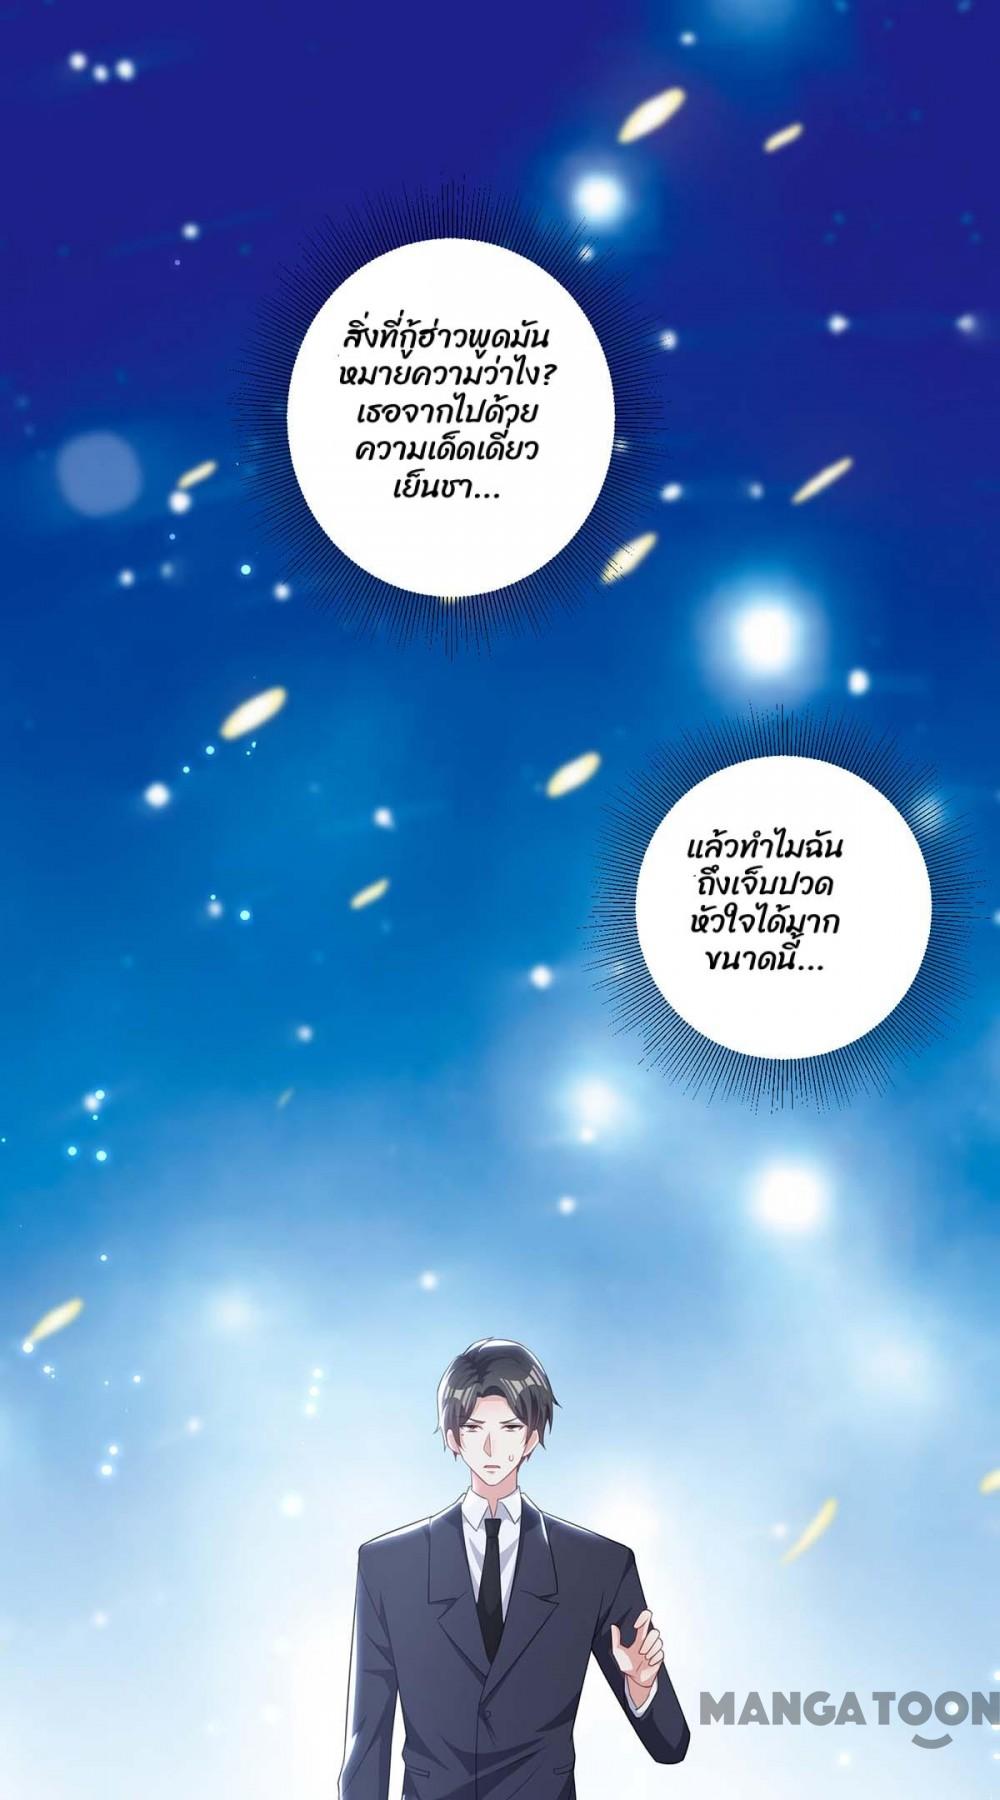 สิ่งที่กู้ฮ่าวพูดมัน
หมายความว่าไง?
เธอจากไปด้วย
ความเด็ดเดี่ยว
เย็นชา...
แล้วทำไมฉัน
ถึงเจ็บปวด
หัวใจได้มาก
ขนาดนี้...
MANGATOON